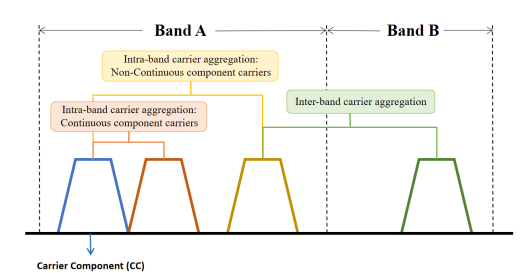 Band A
Band B
Intra-band carrier aggregation:
Non-Continuous component carriers
Inter-band carrier aggregation
Intra-band carrier aggregation:
Continuous component carriers
Carrier Component (CC)